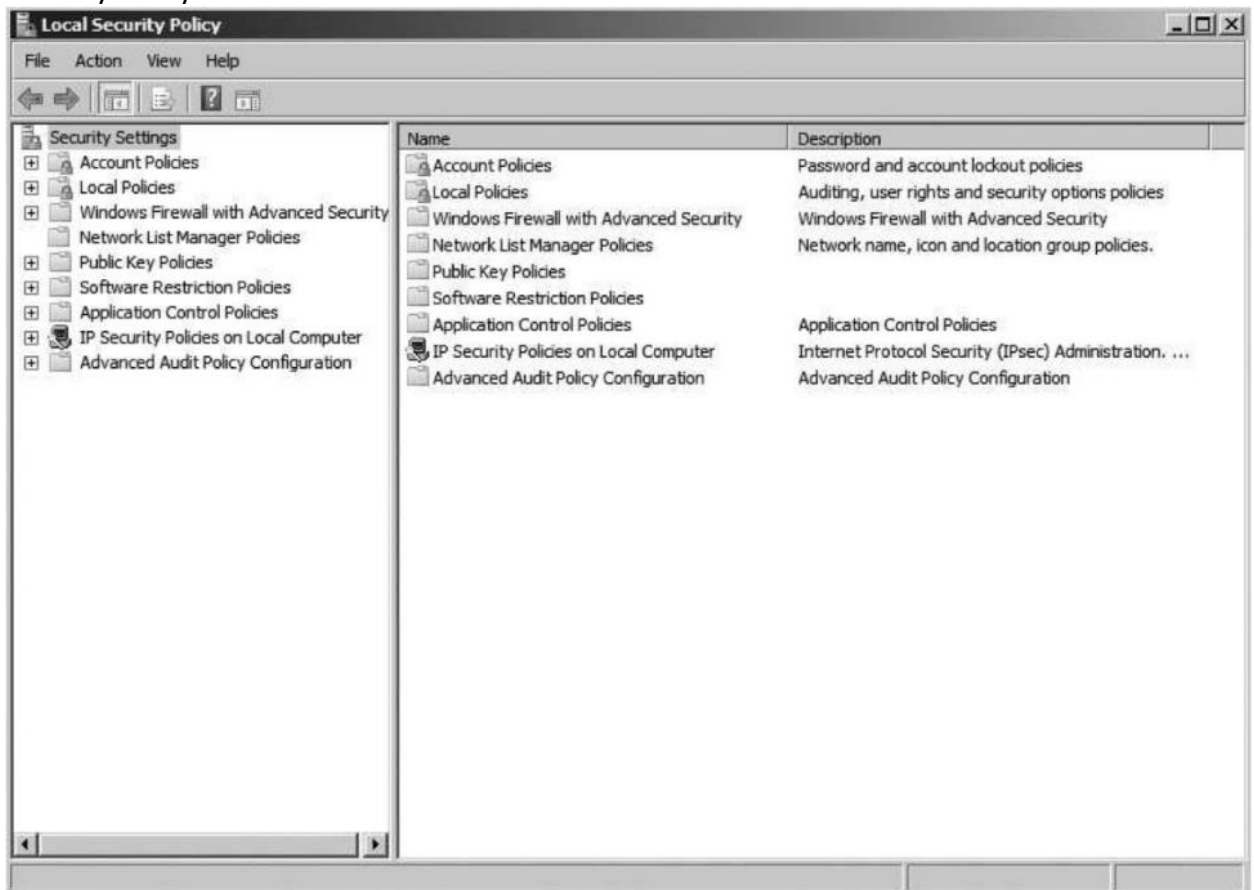 Local Security Policy
File Action View Help
Security Settings
Account Policies
Local Policies
Windows Firewall with Advanced Security
Network List Manager Policies
Public Key Policies
Software Restriction Policies
Application Control Policies
IP Security Policies on Local Computer
Advanced Audit Policy Configuration
Name Description
Account Policies Password and account lockout policies
Local Policies Auditing, user rights and security options policies
Windows Firewall with Advanced Security Windows Firewall with Advanced Security
Network List Manager Policies Network name, icon and location group policies.
Public Key Policies
Software Restriction Policies
Application Control Policies Application Control Policies
IP Security Policies on Local Computer Internet Protocol Security (IPsec) Administration. ...
Advanced Audit Policy Configuration Advanced Audit Policy Configuration